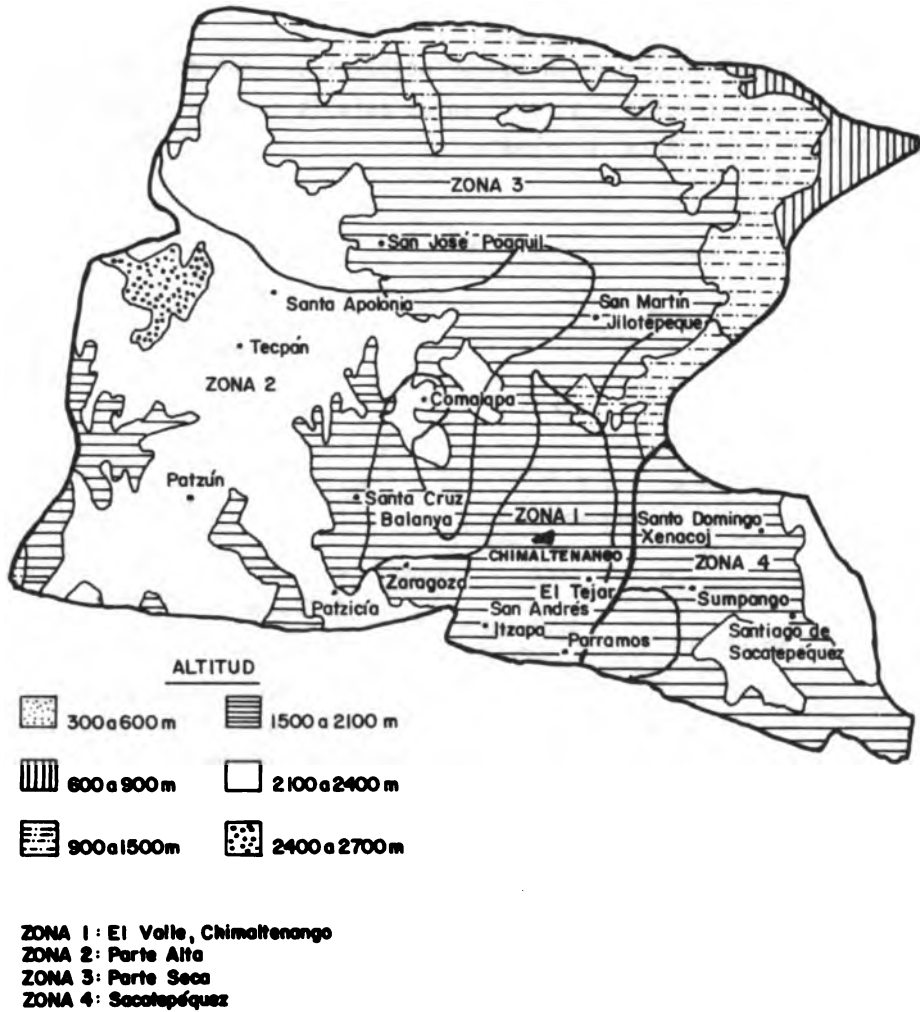 ZONA 3
San José Poaquil
Santa Apolonia
San Martín
Jilotepeque
Tecpán
ZONA 2
Comalapa
Patzún
Santa Cruz
Balanya
ZONA 1
Santo Domingo
Xenacoj
CHIMALTENANGO
ZONA 4
Zaragoza
El Tejar
Patzicía
San Andrés
Itzapa
Sumpango
Parramos
Santiago de
Sacatepéquez
ALTITUD
300 a 600 m
1500 a 2100 m
600 a 900 m
2100 a 2400 m
900 a 1500 m
2400 a 2700 m
ZONA 1: El Valle, Chimaltenango
ZONA 2: Parte Alta
ZONA 3: Parte Seca
ZONA 4: Sacatepéquez